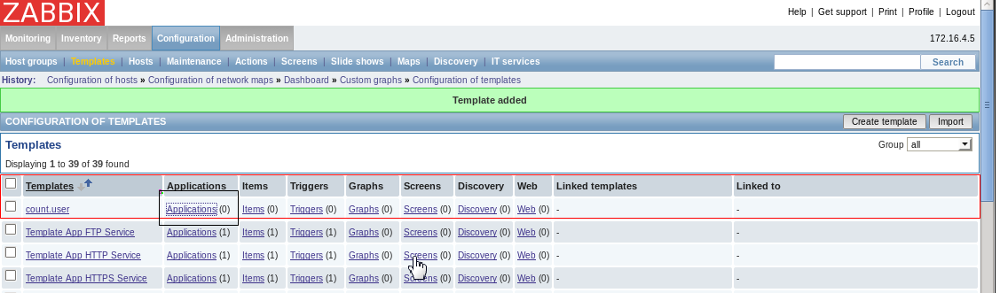 ZABBIX
Help | Get support | Print | Profile | Logout
Monitoring Inventory Reports Configuration Administration 172.16.4.5
Host groups | Templates | Hosts | Maintenance | Actions | Screens | Slide shows | Maps | Discovery | IT services Search
History: Configuration of hosts » Configuration of network maps » Dashboard » Custom graphs » Configuration of templates
Template added
CONFIGURATION OF TEMPLATES Create template Import
Templates Group all
Displaying 1 to 39 of 39 found
Templates Applications Items Triggers Graphs Screens Discovery Web Linked templates Linked to
count.user Applications (0) Items (0) Triggers (0) Graphs (0) Screens (0) Discovery (0) Web (0) - -
Template App FTP Service Applications (1) Items (1) Triggers (1) Graphs (0) Screens (0) Discovery (0) Web (0) - -
Template App HTTP Service Applications (1) Items (1) Triggers (1) Graphs (0) Screens (0) Discovery (0) Web (0) - -
Template App HTTPS Service Applications (1) Items (1) Triggers (1) Graphs (0) Screens (0) Discovery (0) Web (0) - -